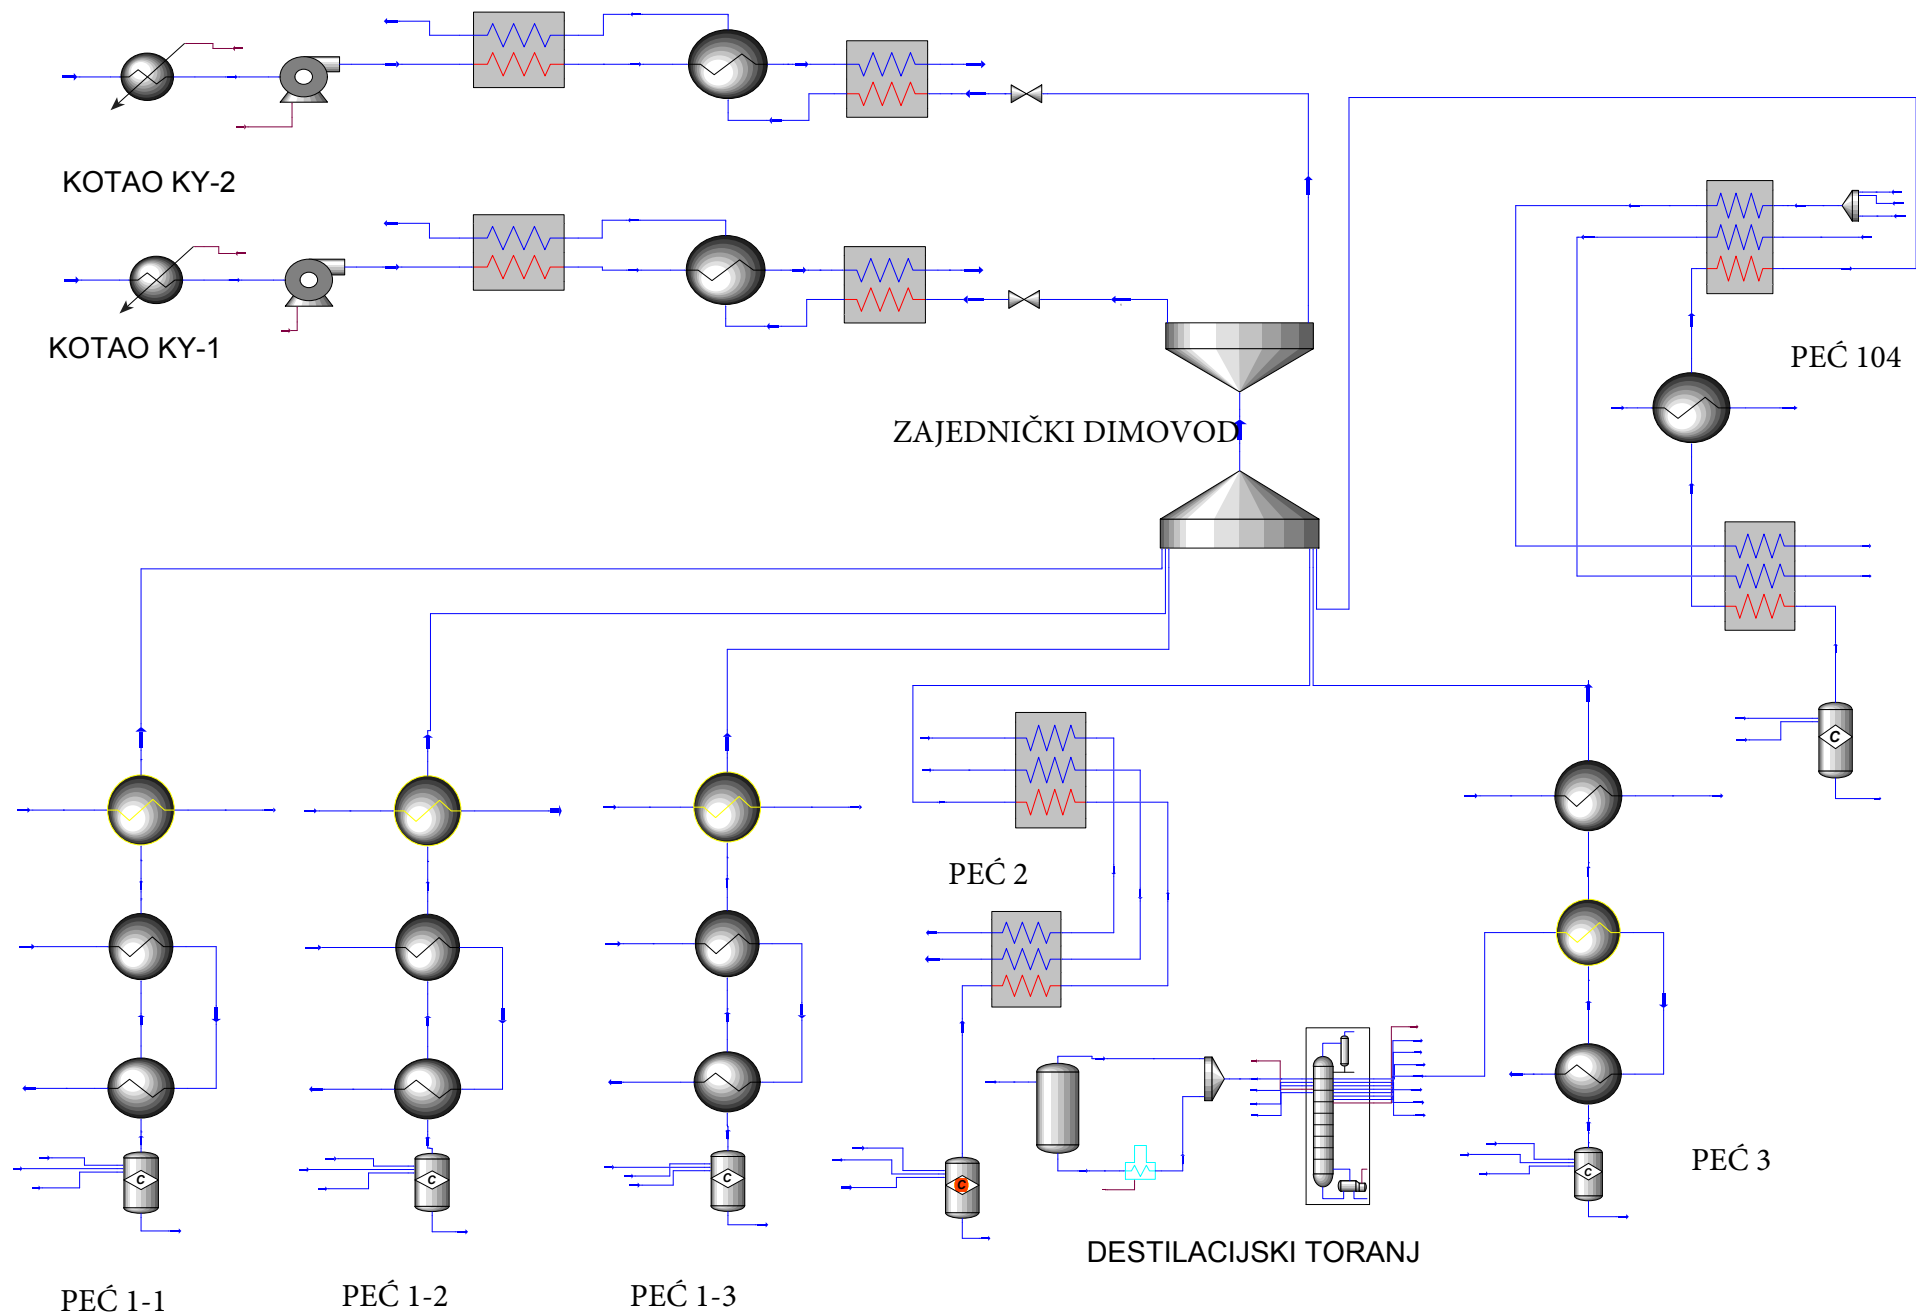 KOTAO KY-2
KOTAO KY-1
PEĆ 104
ZAJEDNIČKI DIMOVOD
C
PEĆ 2
C
C
C
C
C
PEĆ 3
DESTILACIJSKI TORANJ
PEĆ 1-1
PEĆ 1-2
PEĆ 1-3